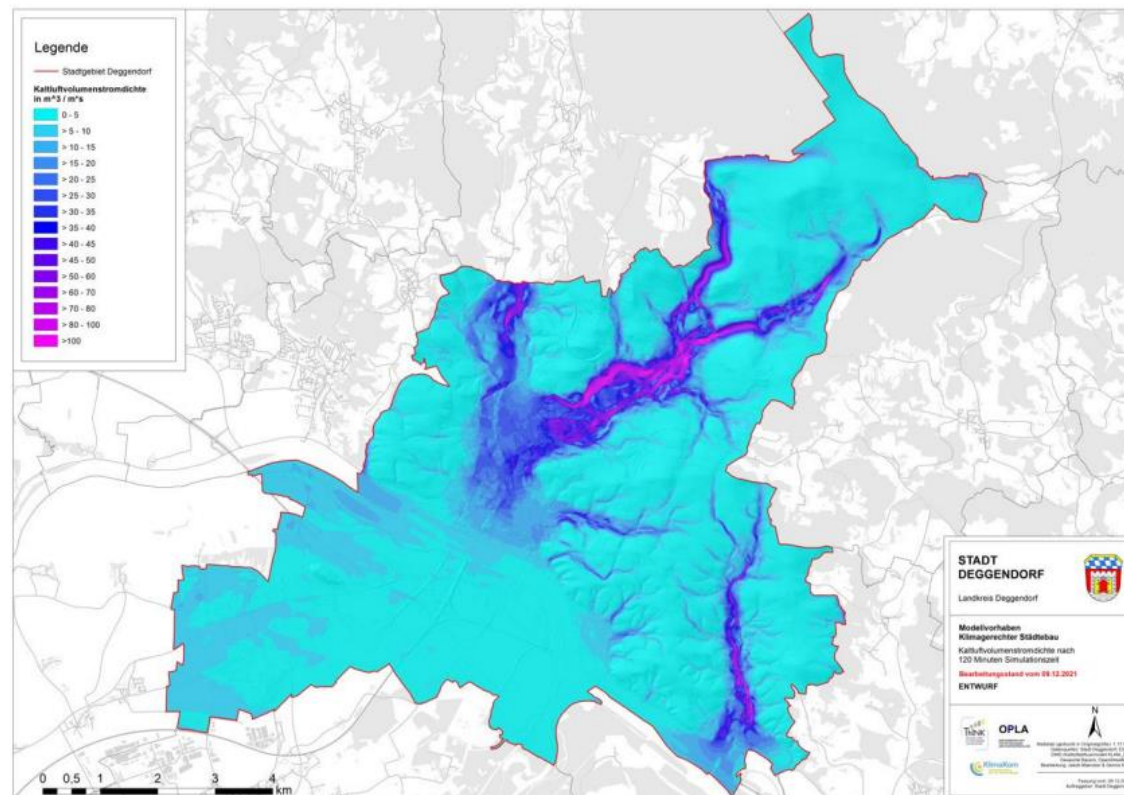 Legende
Stadtgebiet Deggendorf
Kaltluftvolumenstromdichte
in m^3 / m*s
0 - 5
> 5 - 10
> 10 - 15
> 15 - 20
> 20 - 25
> 25 - 30
> 30 - 35
> 35 - 40
> 40 - 45
> 45 - 50
> 50 - 60
> 60 - 70
> 70 - 80
> 80 - 100
>100
0 0,5 1 2 3 4
km
STADT
DEGGENDORF
Landkreis Deggendorf
Modellvorhaben
Klimagerechter Städtebau
Kaltluftvolumenstromdichte nach
120 Minuten Simulationszeit
Bearbeitungsstand vom 09.12.2021
ENTWURF
N
THINK
OPLA
KlimaKom